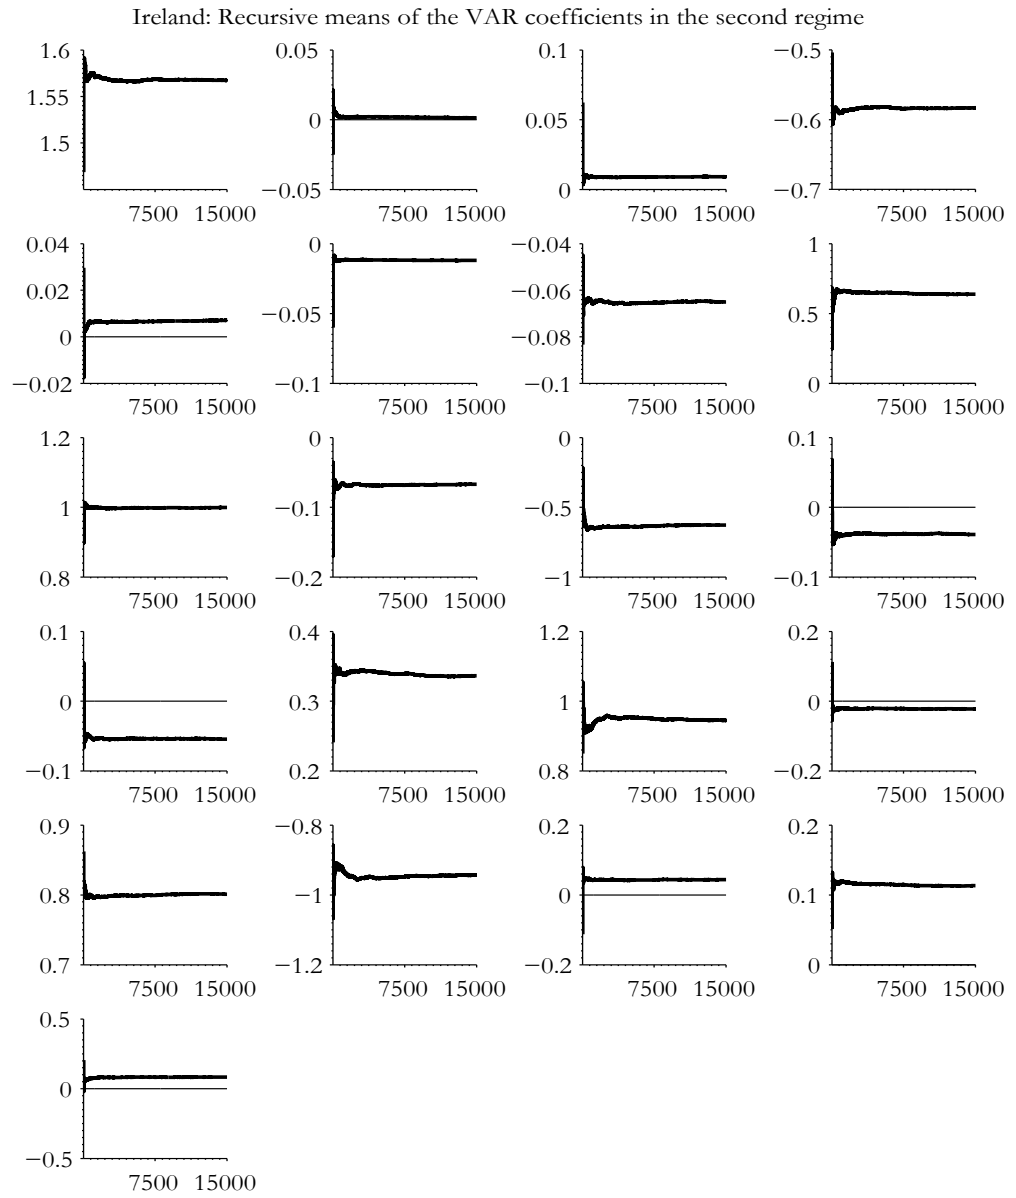 Ireland: Recursive means of the VAR coefficients in the second regime
1.6 0.05 0.1 −0.5
1.55 0 0.05 −0.6
1.5 −0.05 0 −0.7
7500 15000 7500 15000 7500 15000 7500 15000
0.04 0 −0.04 1
0.02 −0.05 −0.06 0.5
0 −0.08
−0.02 −0.1 −0.1 0
7500 15000 7500 15000 7500 15000 7500 15000
1.2 0 0 0.1
1 −0.1 −0.5 0
0.8 −0.2 −1 −0.1
7500 15000 7500 15000 7500 15000 7500 15000
0.1 0.4 1.2 0.2
0 0.3 1 0
−0.1 0.2 0.8 −0.2
7500 15000 7500 15000 7500 15000 7500 15000
0.9 −0.8 0.2 0.2
0.8 −1 0 0.1
0.7 −1.2 −0.2 0
7500 15000 7500 15000 7500 15000 7500 15000
0.5
0
−0.5
7500 15000